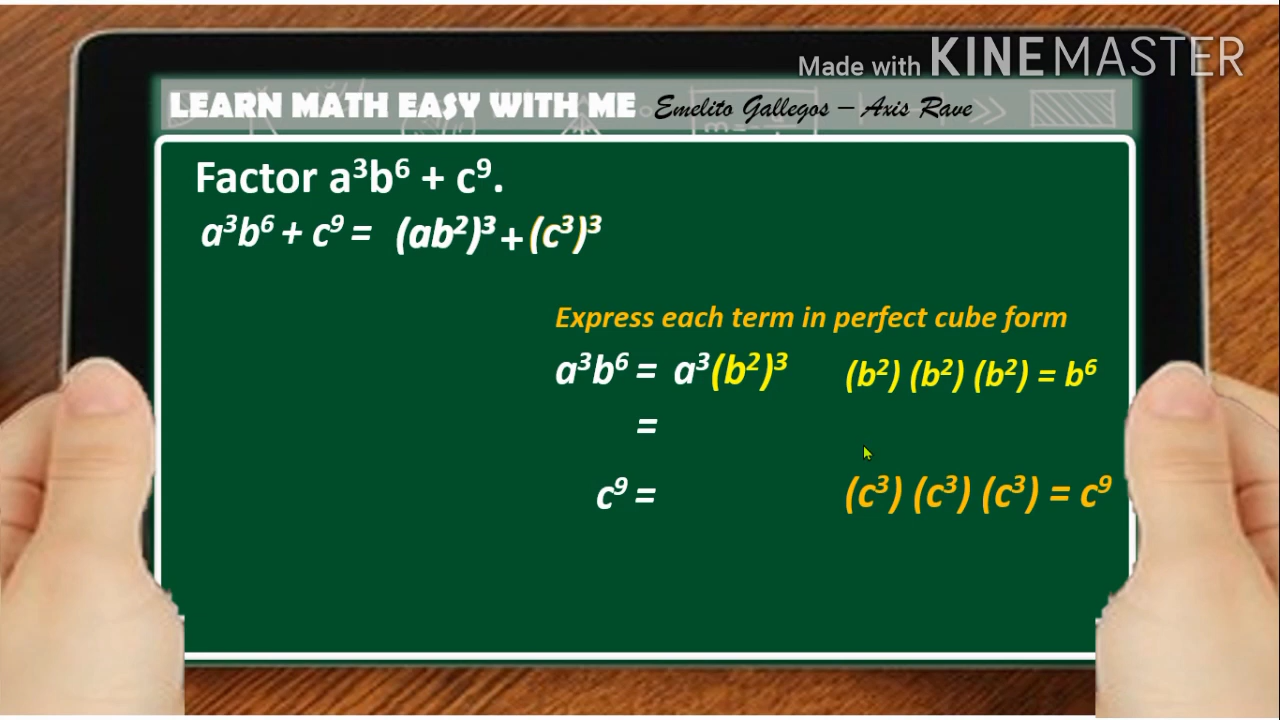 Made with KINEMASTER
LEARN MATH EASY WITH ME Emelito Gallegos – Axis Rave
Factor a³b⁶ + c⁹.
a³b⁶ + c⁹ = (ab²)³ + (c³)³
Express each term in perfect cube form
a³b⁶ = a³(b²)³ (b²) (b²) (b²) = b⁶
=
c⁹ = (c³) (c³) (c³) = c⁹